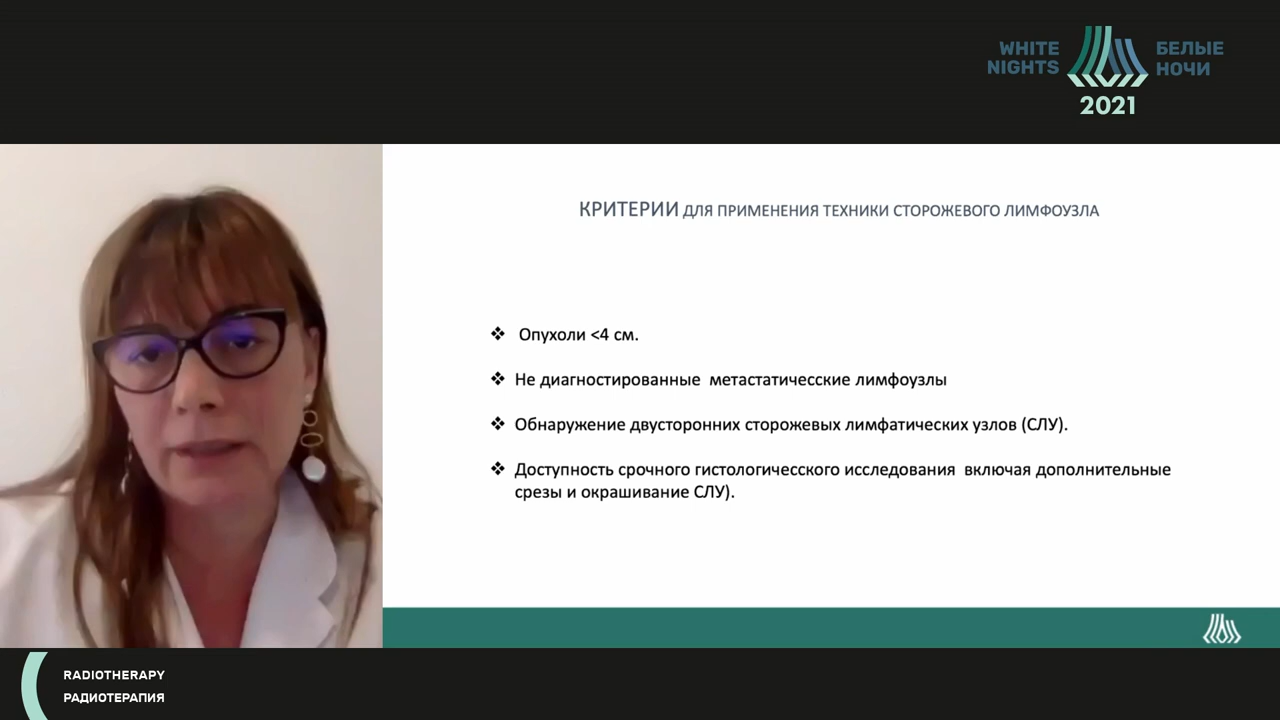 WHITE
NIGHTS
БЕЛЫЕ
НОЧИ
2021
КРИТЕРИИ ДЛЯ ПРИМЕНЕНИЯ ТЕХНИКИ СТОРОЖЕВОГО ЛИМФОУЗЛА
❖ Опухоли <4 см.
❖ Не диагностированные метастатичесские лимфоузлы
❖ Обнаружение двусторонних сторожевых лимфатических узлов (СЛУ).
❖ Доступность срочного гистологичесского исследования включая дополнительные
срезы и окрашивание СЛУ).
RADIOTHERAPY
РАДИОТЕРАПИЯ